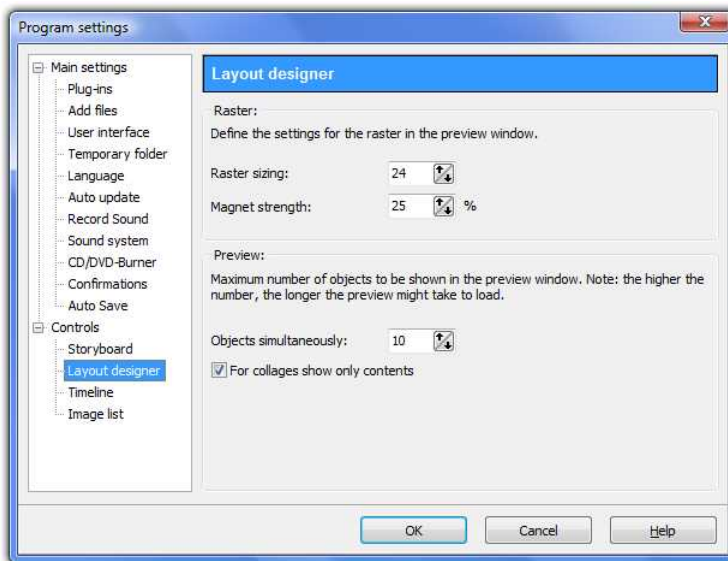 Program settings
Main settings
Plug-ins
Add files
User interface
Temporary folder
Language
Auto update
Record Sound
Sound system
CD/DVD-Burner
Confirmations
Auto Save
Controls
Storyboard
Layout designer
Timeline
Image list
Layout designer
Raster:
Define the settings for the raster in the preview window.
Raster sizing: 24
Magnet strength: 25 %
Preview:
Maximum number of objects to be shown in the preview window. Note: the higher the
number, the longer the preview might take to load.
Objects simultaneously: 10
For collages show only contents
OK Cancel Help